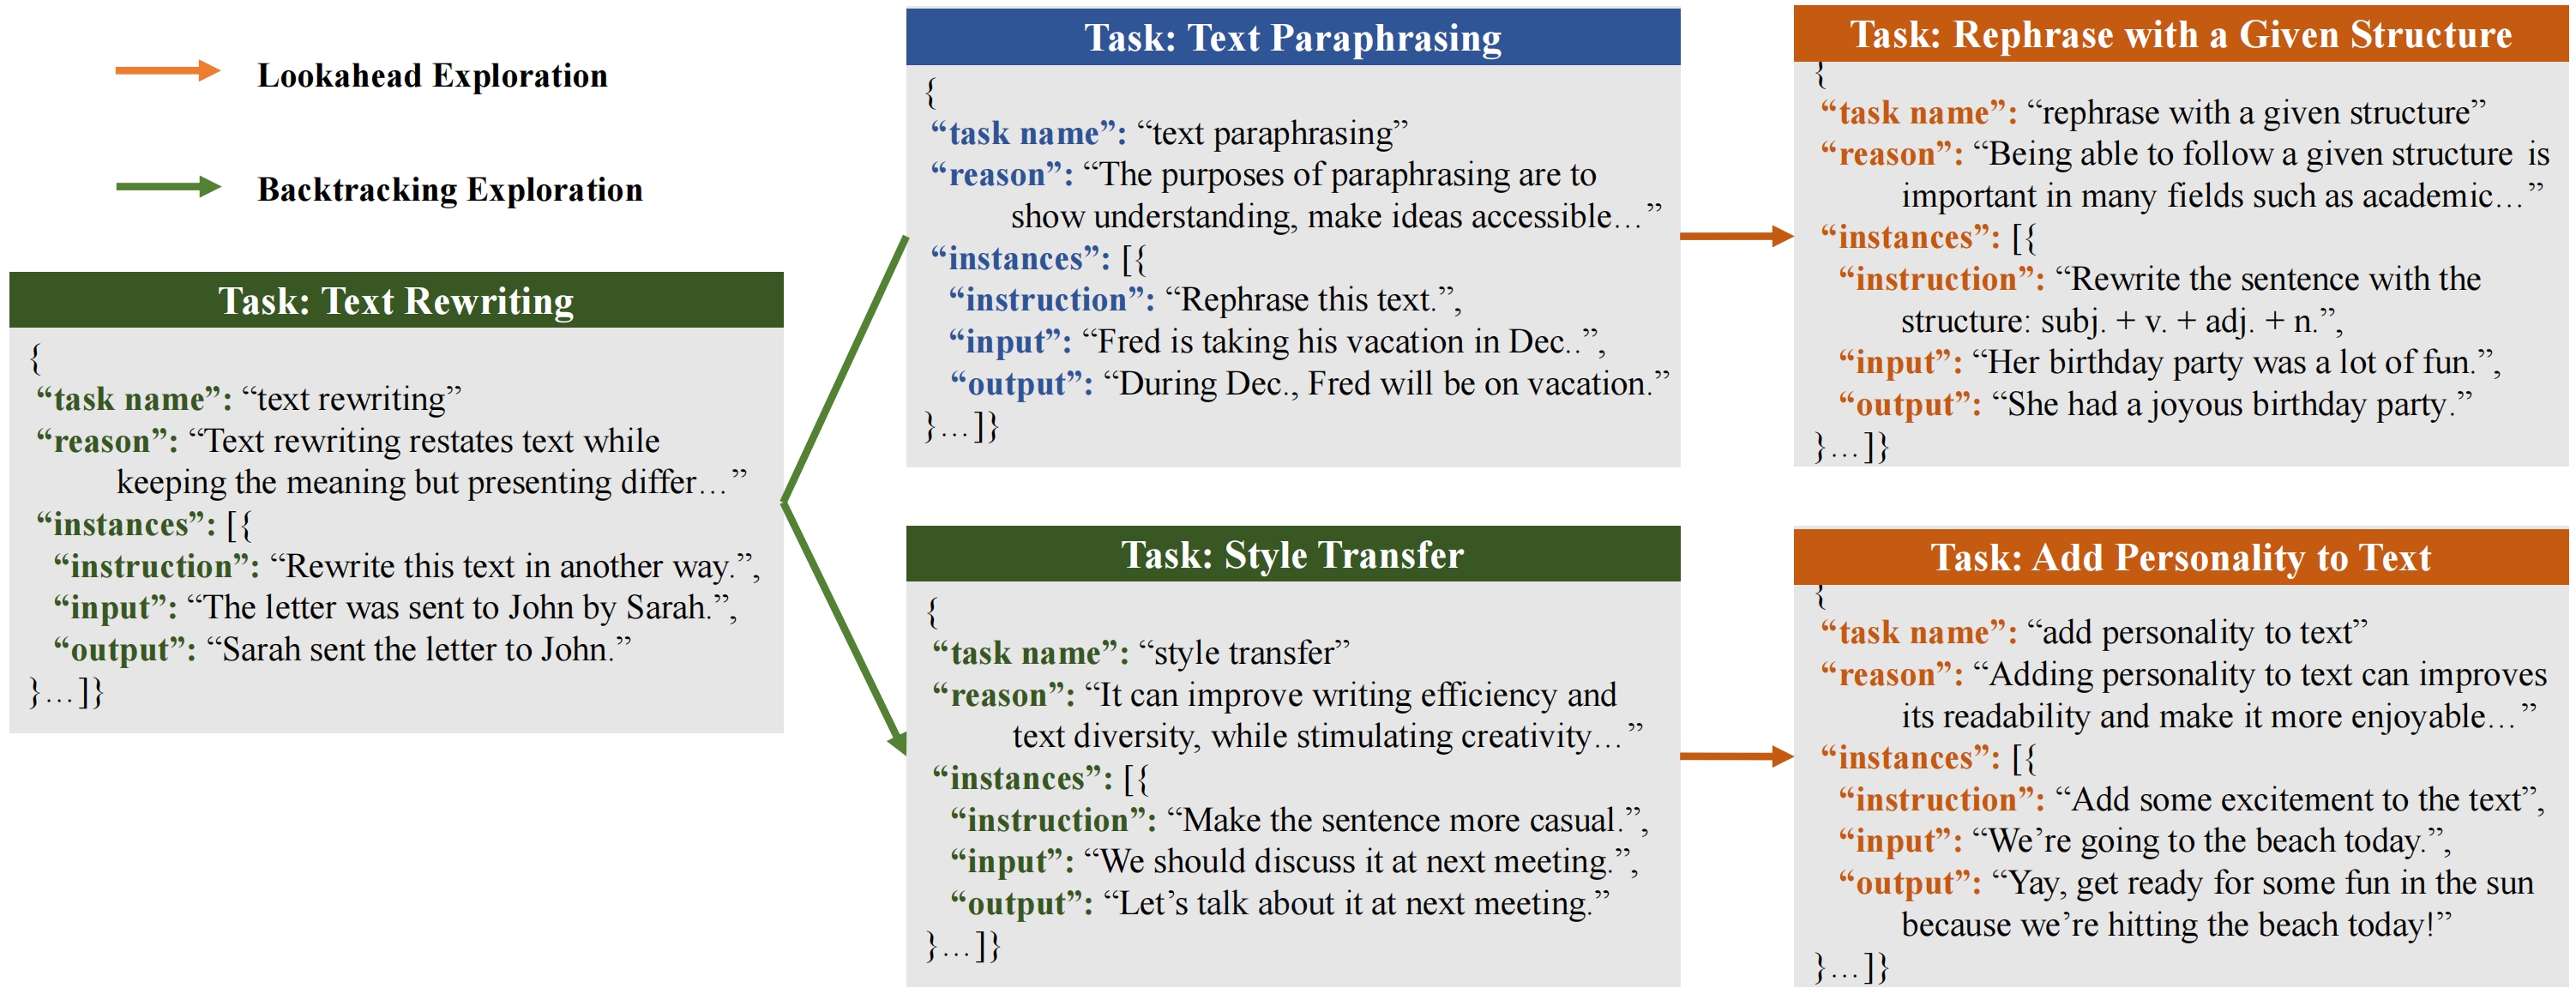 Lookahead Exploration
Backtracking Exploration
Task: Text Rewriting
{
“task name”: “text rewriting”
“reason”: “Text rewriting restates text while
keeping the meaning but presenting differ…”
“instances”: [{
“instruction”: “Rewrite this text in another way.”,
“input”: “The letter was sent to John by Sarah.”,
“output”: “Sarah sent the letter to John.”
}…]}
Task: Text Paraphrasing
{
“task name”: “text paraphrasing”
“reason”: “The purposes of paraphrasing are to
show understanding, make ideas accessible…”
“instances”: [{
“instruction”: “Rephrase this text.”,
“input”: “Fred is taking his vacation in Dec..”,
“output”: “During Dec., Fred will be on vacation.”
}…]}
Task: Style Transfer
{
“task name”: “style transfer”
“reason”: “It can improve writing efficiency and
text diversity, while stimulating creativity…”
“instances”: [{
“instruction”: “Make the sentence more casual.”,
“input”: “We should discuss it at next meeting.”,
“output”: “Let’s talk about it at next meeting.”
}…]}
Task: Rephrase with a Given Structure
{
“task name”: “rephrase with a given structure”
“reason”: “Being able to follow a given structure is
important in many fields such as academic…”
“instances”: [{
“instruction”: “Rewrite the sentence with the
structure: subj. + v. + adj. + n.”,
“input”: “Her birthday party was a lot of fun.”,
“output”: “She had a joyous birthday party.”
}…]}
Task: Add Personality to Text
{
“task name”: “add personality to text”
“reason”: “Adding personality to text can improves
its readability and make it more enjoyable…”
“instances”: [{
“instruction”: “Add some excitement to the text”,
“input”: “We’re going to the beach today.”,
“output”: “Yay, get ready for some fun in the sun
because we’re hitting the beach today!”
}…]}